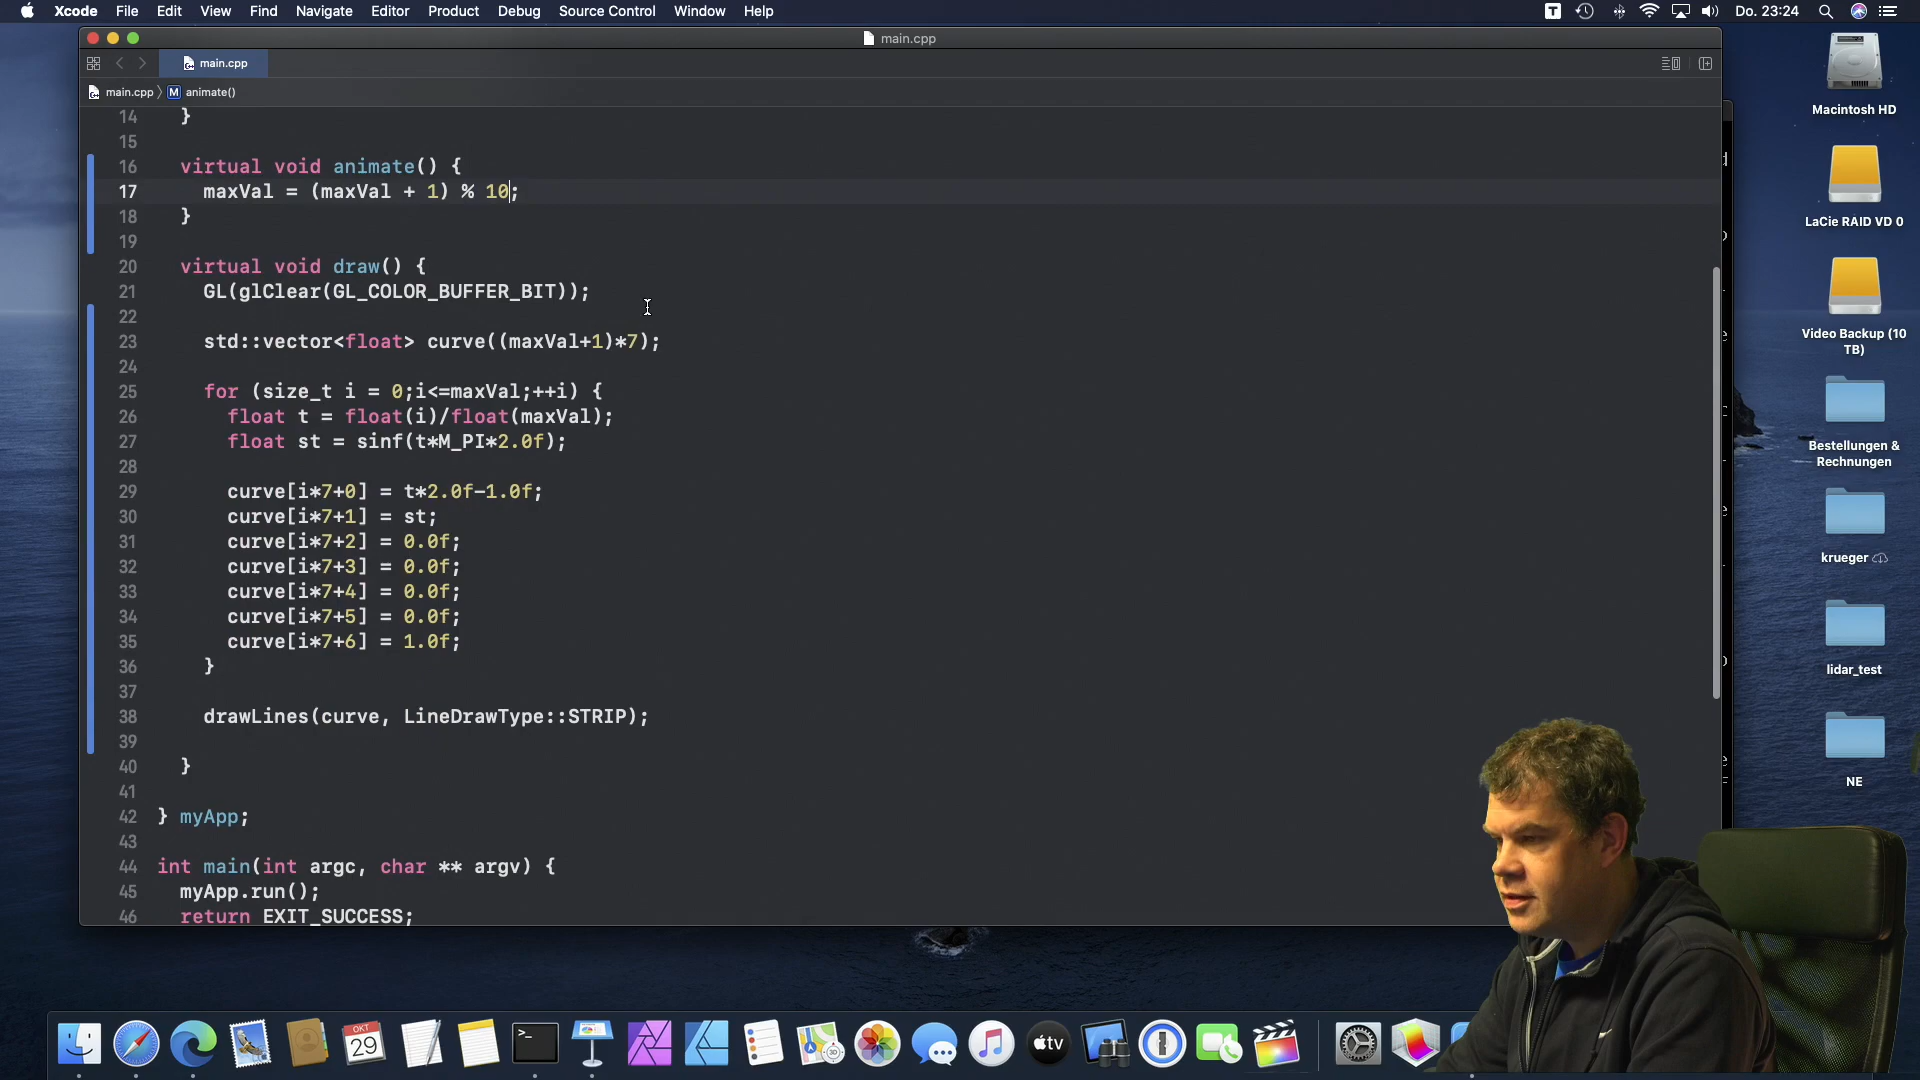 Xcode File Edit View Find Navigate Editor Product Debug Source Control Window Help
T Do. 23:24
main.cpp
main.cpp
main.cpp M animate()
14 }
15
16 virtual void animate() {
17 maxVal = (maxVal + 1) % 10;
18 }
19
20 virtual void draw() {
21 GL(glClear(GL_COLOR_BUFFER_BIT));
22
23 std::vector<float> curve((maxVal+1)*7);
24
25 for (size_t i = 0;i<=maxVal;++i) {
26 float t = float(i)/float(maxVal);
27 float st = sinf(t*M_PI*2.0f);
28
29 curve[i*7+0] = t*2.0f-1.0f;
30 curve[i*7+1] = st;
31 curve[i*7+2] = 0.0f;
32 curve[i*7+3] = 0.0f;
33 curve[i*7+4] = 0.0f;
34 curve[i*7+5] = 0.0f;
35 curve[i*7+6] = 1.0f;
36 }
37
38 drawLines(curve, LineDrawType::STRIP);
39
40 }
41
42 } myApp;
43
44 int main(int argc, char ** argv) {
45 myApp.run();
46 return EXIT_SUCCESS;
Macintosh HD
LaCie RAID VD 0
Video Backup (10
TB)
Bestellungen &
Rechnungen
krueger
lidar_test
NE
OKT
29
3D
tv